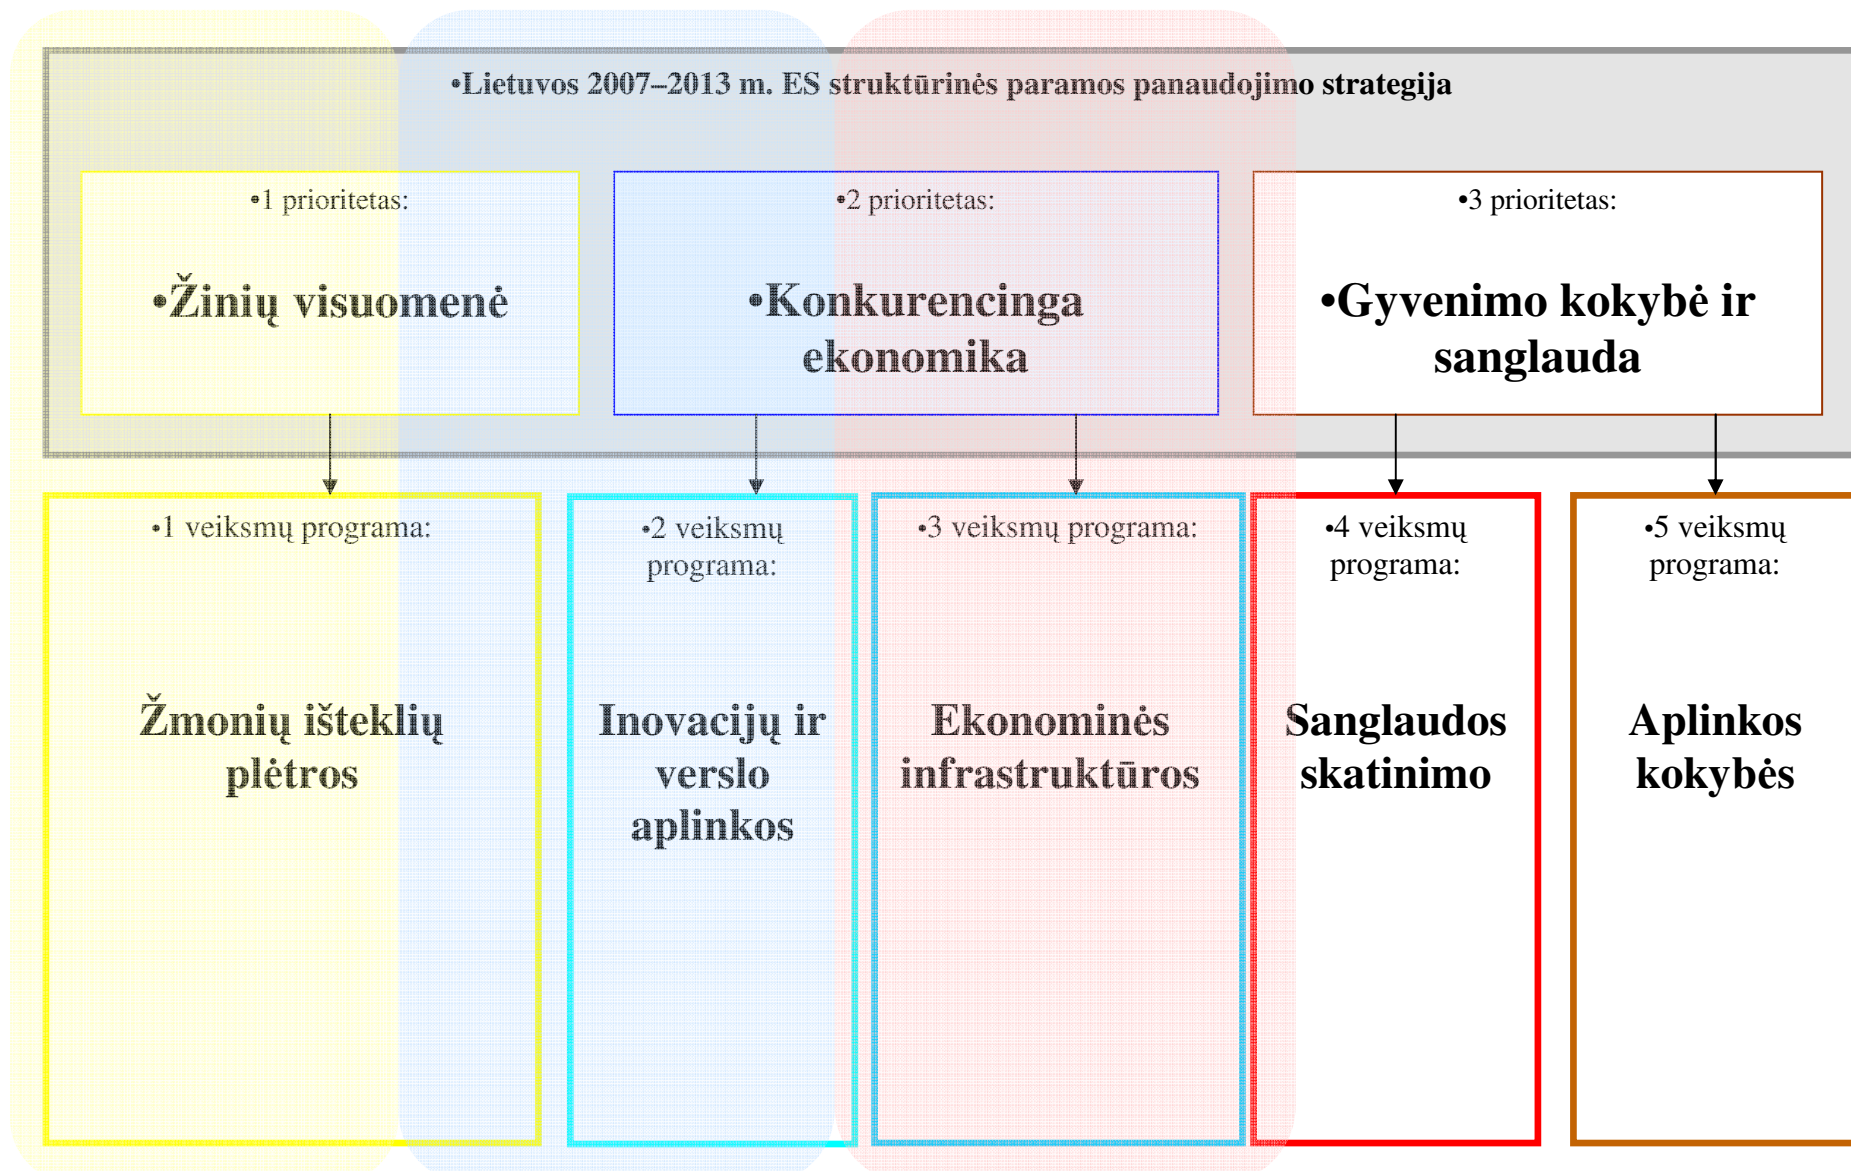 •Lietuvos 2007–2013 m. ES struktūrinės paramos panaudojimo strategija
•1 prioritetas:
•Žinių visuomenė
•2 prioritetas:
•Konkurencinga
ekonomika
•3 prioritetas:
•Gyvenimo kokybė ir
sanglauda
•1 veiksmų programa:
Žmonių išteklių
plėtros
•2 veiksmų
programa:
Inovacijų ir
verslo
aplinkos
•3 veiksmų programa:
Ekonominės
infrastruktūros
•4 veiksmų
programa:
Sanglaudos
skatinimo
•5 veiksmų
programa:
Aplinkos
kokybės